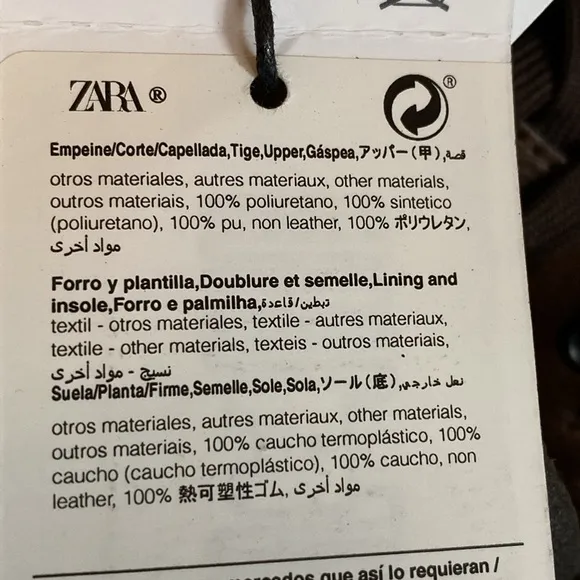 ZARA ®
®
Empeine/Corte/Capellada,Tige,Upper,Gáspea,アッパー(甲),قصة
otros materiales, autres materiaux, other materials,
outros materiais, 100% poliuretano, 100% sintetico
(poliuretano), 100% pu, non leather, 100% ポリウレタン,
مواد أخرى
Forro y plantilla,Doublure et semelle,Lining and
insole,Forro e palmilha,تبطين/قاعدة
textil - otros materiales, textile - autres materiaux,
textile - other materials, texteis - outros materiais,
نسيج - مواد أخرى
Suela/Planta/Firme,Semelle,Sole,Sola,ソール(底),نعل خارجي
otros materiales, autres materiaux, other materials,
outros materiais, 100% caucho termoplástico, 100%
caucho (caucho termoplástico), 100% caucho, non
leather, 100% 熱可塑性ゴム, مواد أخرى
que así lo requieran /